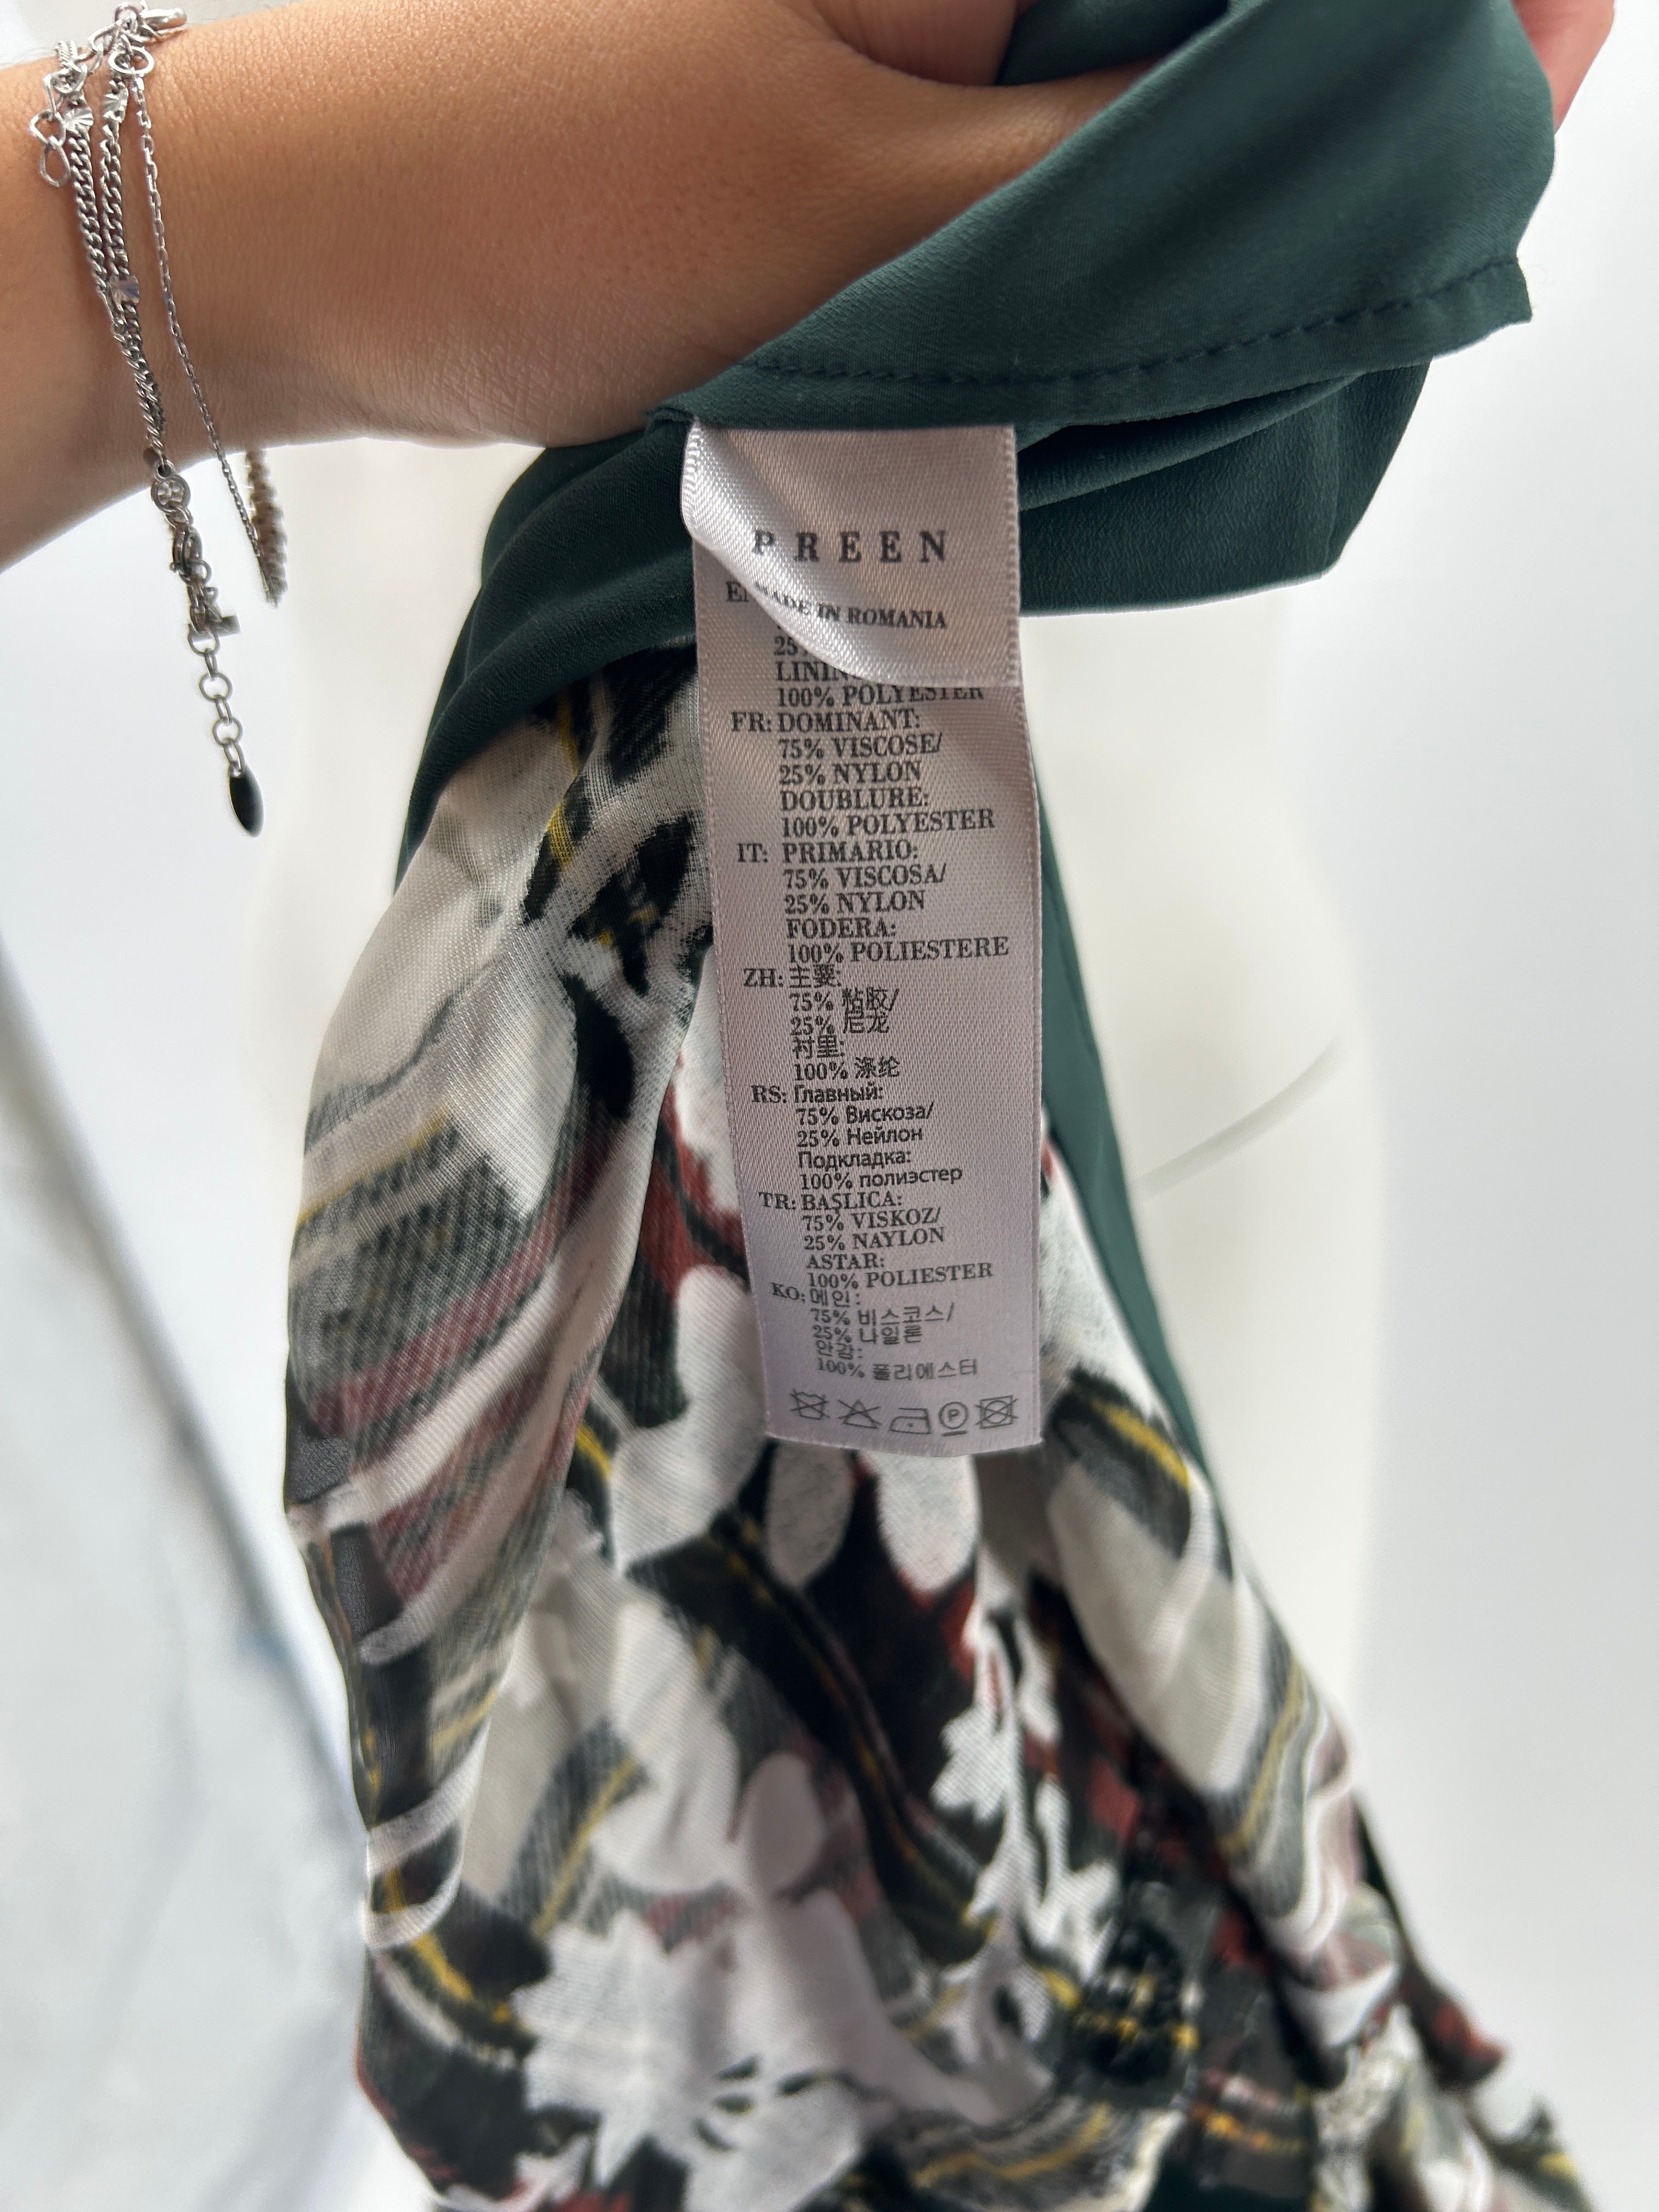 PREEN
MADE IN ROMANIA
25
100% POLYESTER
FR: DOMINANT:
75% VISCOSE/
25% NYLON
DOUBLURE:
100% POLYESTER
IT: PRIMARIO:
75% VISCOSA/
25% NYLON
FODERA:
100% POLIESTERE
ZH: 主要:
75% 粘胶/
25% 尼龙
衬里:
100% 涤纶
RS: Главный:
75% Вискоза/
25% Нейлон
Подкладка:
100% полиэстер
TR: BAŞLICA:
75% VISKOZ/
25% NAYLON
ASTAR:
100% POLIESTER
KO: 메인:
75% 비스코스/
25% 나일론
안감:
100% 폴리에스터
P